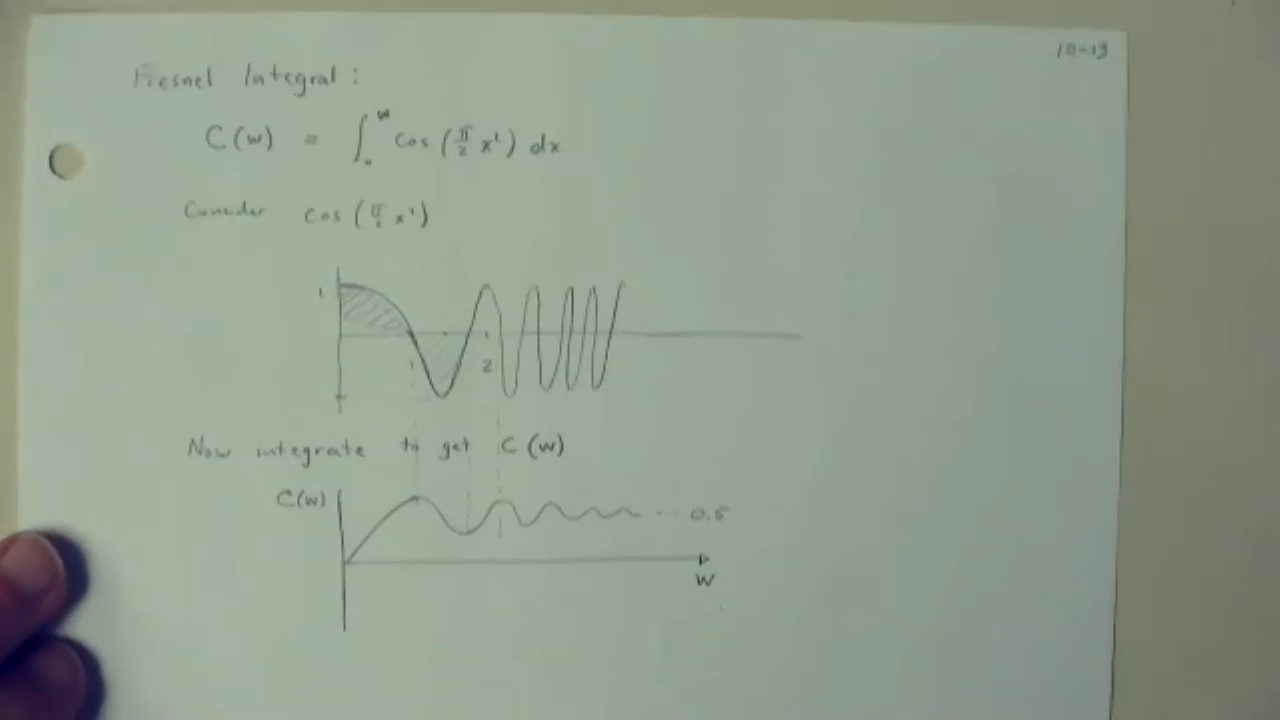 10-13
Fresnel Integral:
C(w) = ∫₀ʷ cos (π/2 x²) dx
Consider cos (π/2 x²)
1
1 2
Now integrate to get C(w)
C(w)
... 0.5
w